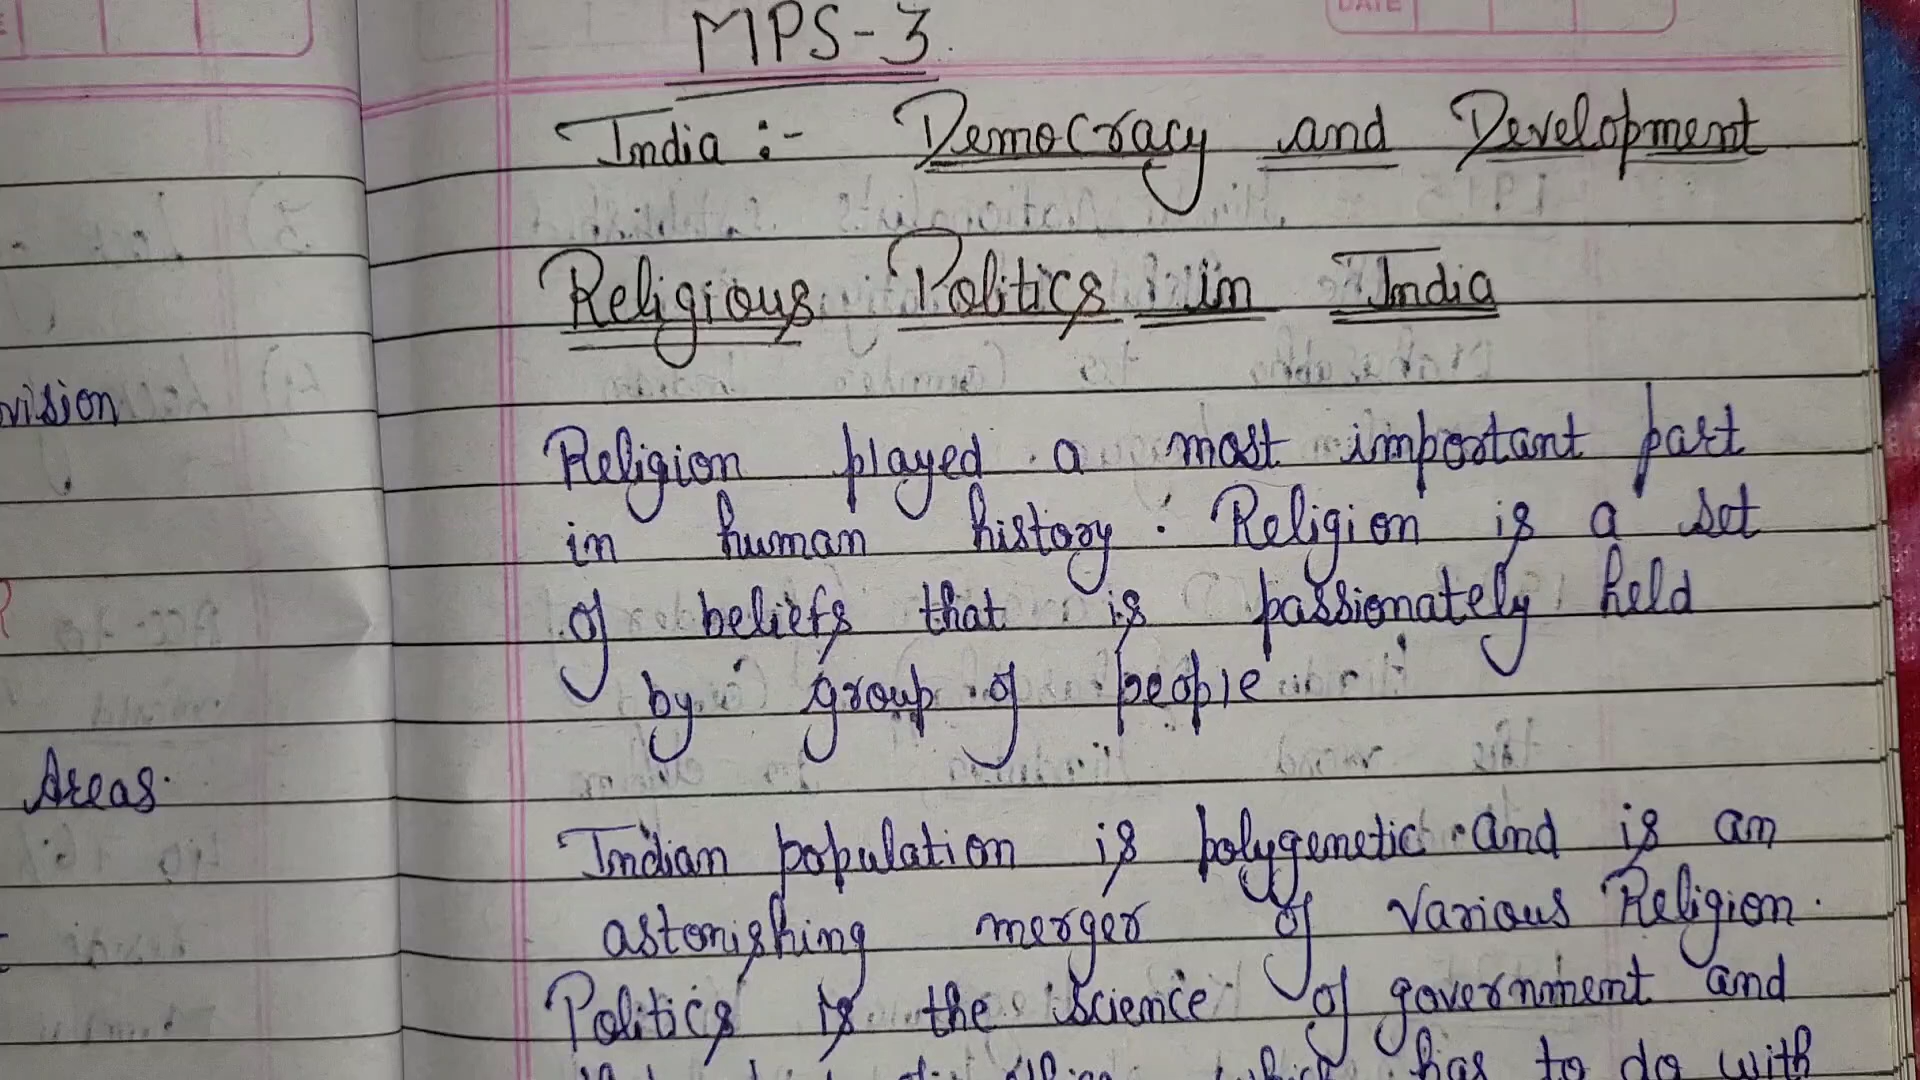 MPS-3
India :- Democracy and Development
Religious Politics in India
Religion played a most important part
in human history. Religion is a set
of beliefs that is passionately held
by group of people
Indian population is polygenetic and is an
astonishing merger of various Religion.
Politics is the science of government and
has to do with
vision
Areas.
DATE